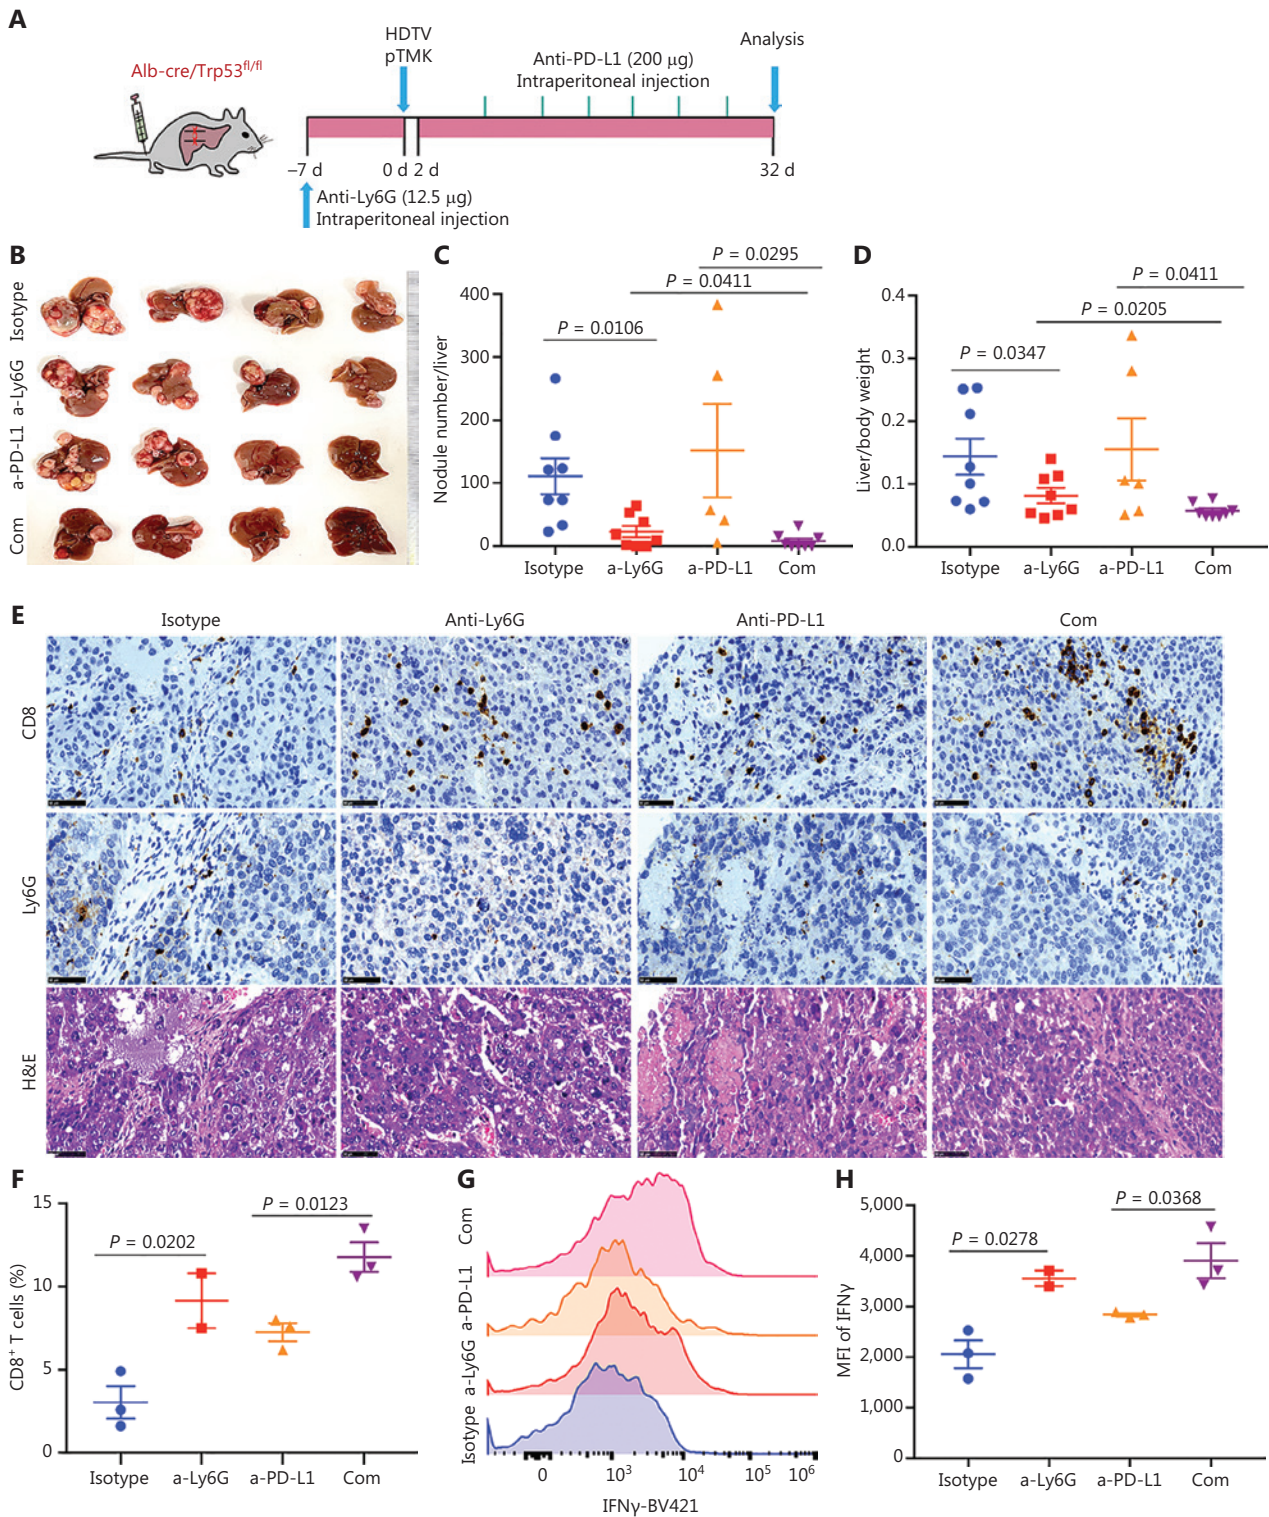 A
HDTV
pTMK
Anti-PD-L1 (200 μg)
Intraperitoneal injection
Analysis
Alb-cre/Trp53fl/fl
–7 d
0 d
2 d
32 d
Anti-Ly6G (12.5 μg)
Intraperitoneal injection
B
Isotype
a-Ly6G
a-PD-L1
Com
C
P = 0.0295
P = 0.0411
P = 0.0106
Nodule number/liver
400
300
200
100
0
Isotype
a-Ly6G
a-PD-L1
Com
D
P = 0.0411
P = 0.0205
P = 0.0347
Liver/body weight
0.4
0.3
0.2
0.1
0.0
Isotype
a-Ly6G
a-PD-L1
Com
E
Isotype
Anti-Ly6G
Anti-PD-L1
Com
CD8
Ly6G
H&E
F
P = 0.0123
P = 0.0202
CD8+ T cells (%)
15
10
5
0
Isotype
a-Ly6G
a-PD-L1
Com
G
Com
a-PD-L1
a-Ly6G
Isotype
0
103
104
105
106
IFNγ-BV421
H
P = 0.0368
P = 0.0278
MFI of IFNγ
5,000
4,000
3,000
2,000
1,000
0
Isotype
a-Ly6G
a-PD-L1
Com